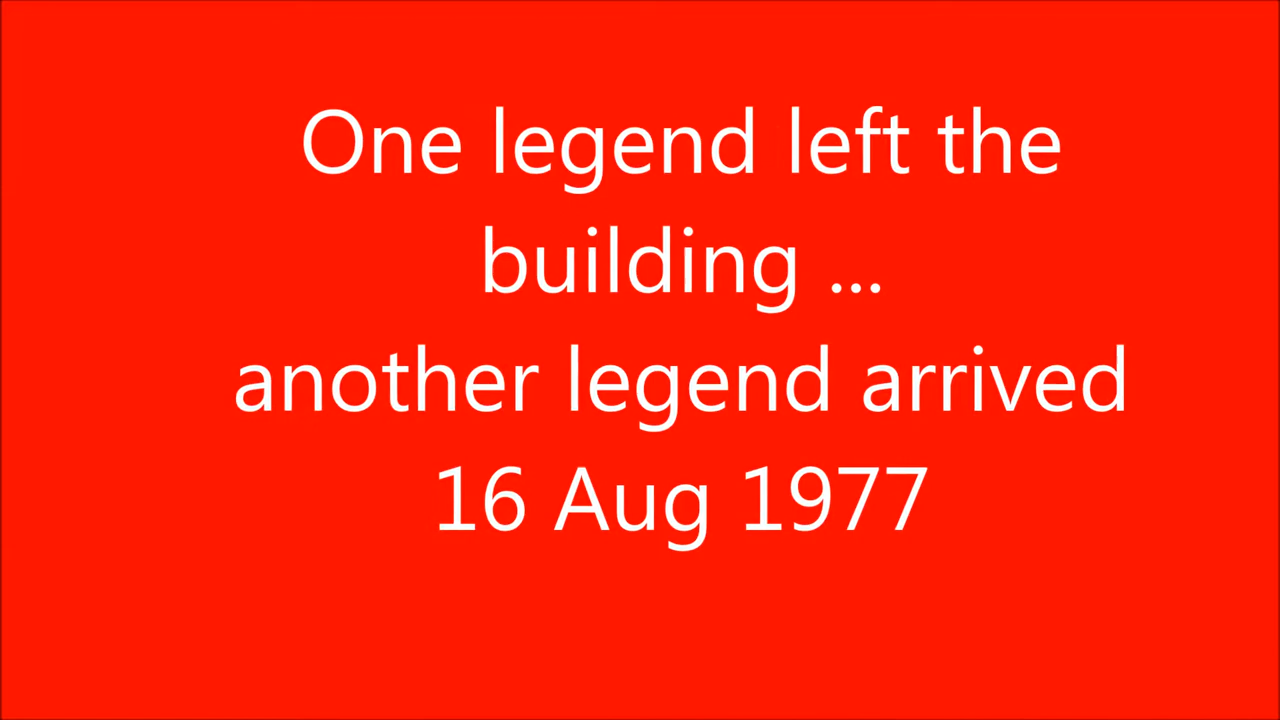 One legend left the
building ...
another legend arrived
16 Aug 1977